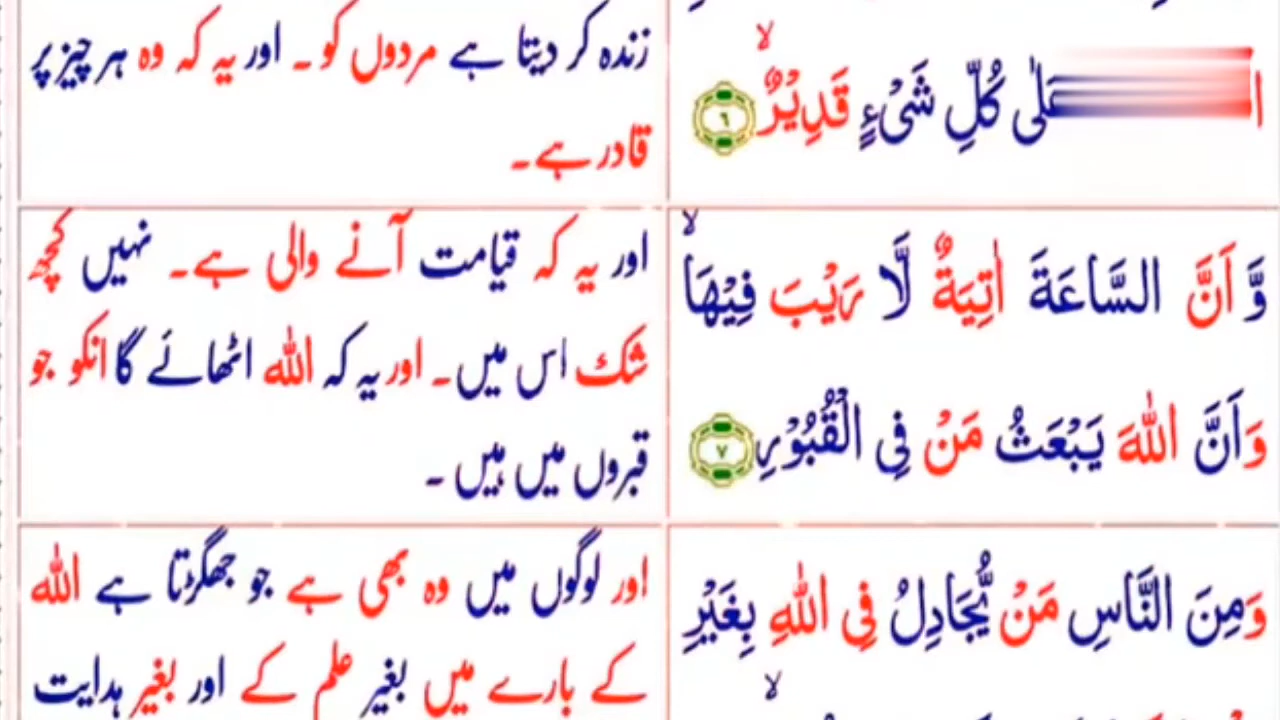 عَلٰى كُلِّ شَىْءٍ قَدِيْرٌ ۙ ﴿٦﴾
زندہ کر دیتا ہے مردوں کو۔ اور یہ کہ وہ ہر چیز پر
قادر ہے۔
وَّ اَنَّ السَّاعَةَ اٰتِيَةٌ لَّا رَيْبَ فِيْهَا ۙ
وَاَنَّ اللّٰهَ يَبْعَثُ مَنْ فِى الْقُبُوْرِ ﴿٧﴾
اور یہ کہ قیامت آنے والی ہے۔ نہیں کچھ
شک اس میں۔ اور یہ کہ اللہ اٹھائے گا انکو جو
قبروں میں ہیں۔
وَمِنَ النَّاسِ مَنْ يُّجَادِلُ فِى اللّٰهِ بِغَيْرِ
اور لوگوں میں وہ بھی ہے جو جھگڑتا ہے اللہ
کے بارے میں بغیر علم کے اور بغیر ہدایت